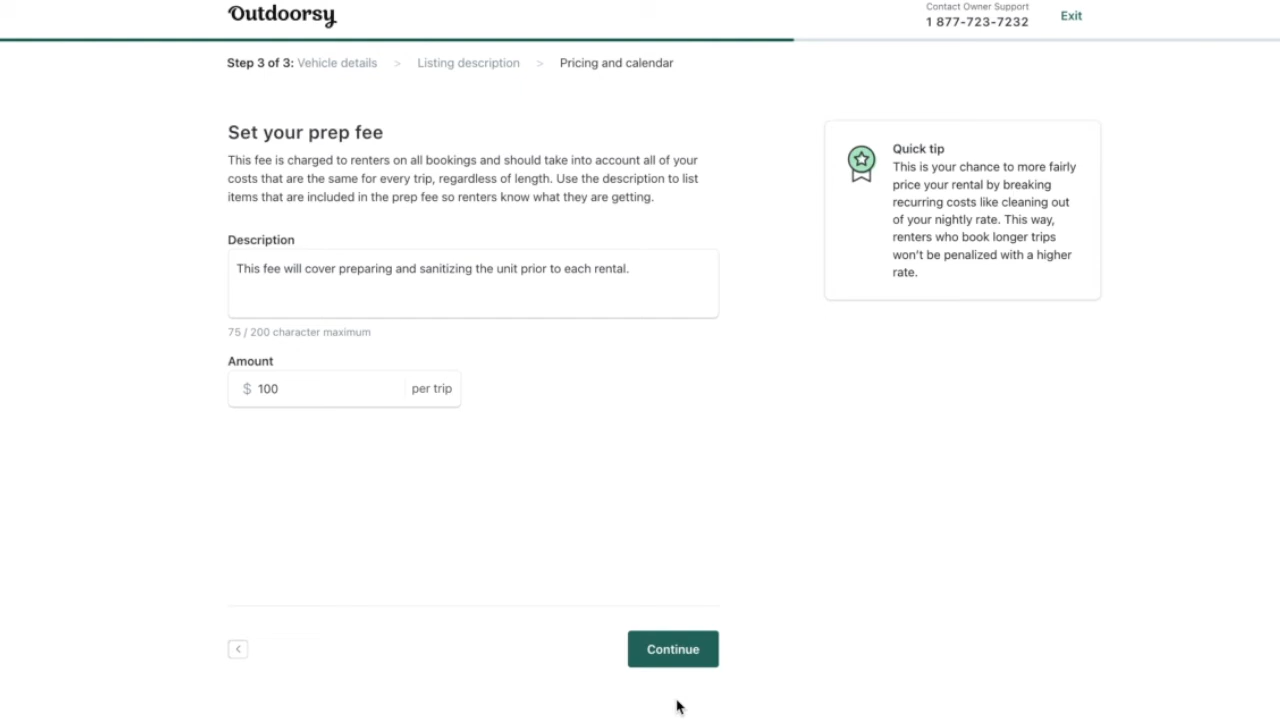 Outdoorsy
Contact Owner Support
1 877-723-7232
Exit
Step 3 of 3: Vehicle details > Listing description > Pricing and calendar
Set your prep fee
This fee is charged to renters on all bookings and should take into account all of your
costs that are the same for every trip, regardless of length. Use the description to list
items that are included in the prep fee so renters know what they are getting.
Description
This fee will cover preparing and sanitizing the unit prior to each rental.
75 / 200 character maximum
Amount
$ 100 per trip
Quick tip
This is your chance to more fairly
price your rental by breaking
recurring costs like cleaning out
of your nightly rate. This way,
renters who book longer trips
won't be penalized with a higher
rate.
<
Continue